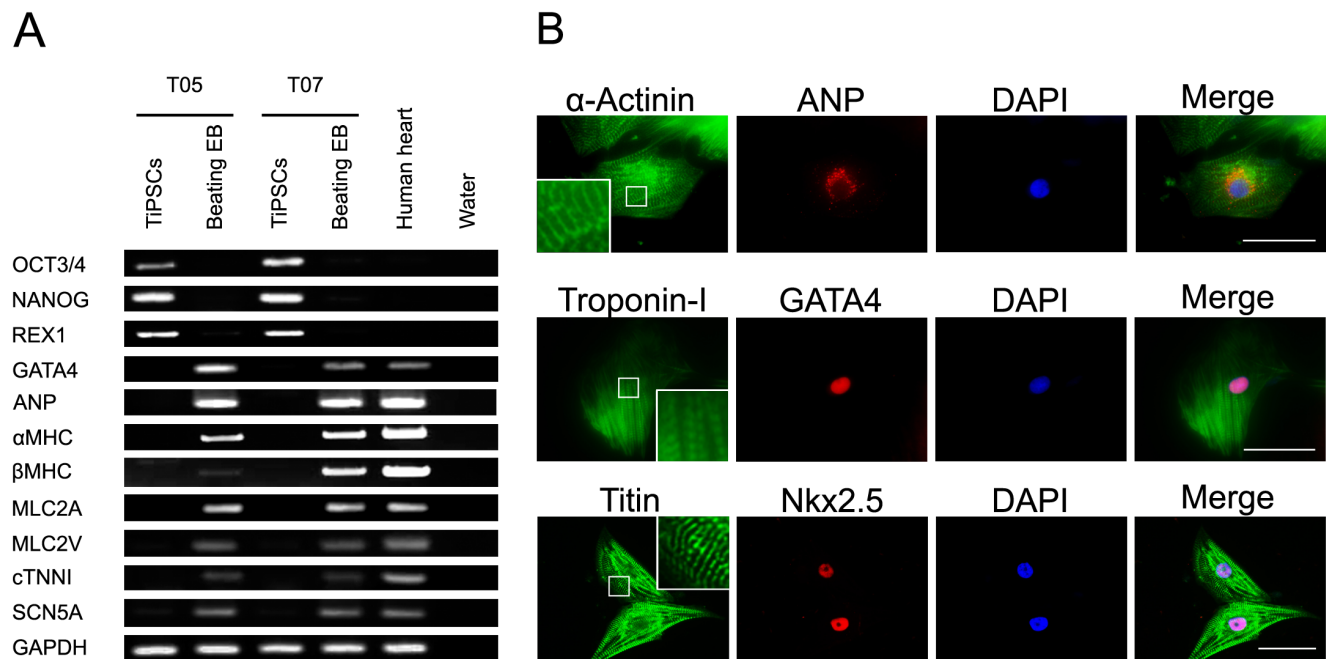 A
B
T05
T07
TiPSCs
Beating EB
TiPSCs
Beating EB
Human heart
Water
OCT3/4
NANOG
REX1
GATA4
ANP
αMHC
βMHC
MLC2A
MLC2V
cTNNI
SCN5A
GAPDH
α-Actinin ANP DAPI Merge
Troponin-I GATA4 DAPI Merge
Titin Nkx2.5 DAPI Merge